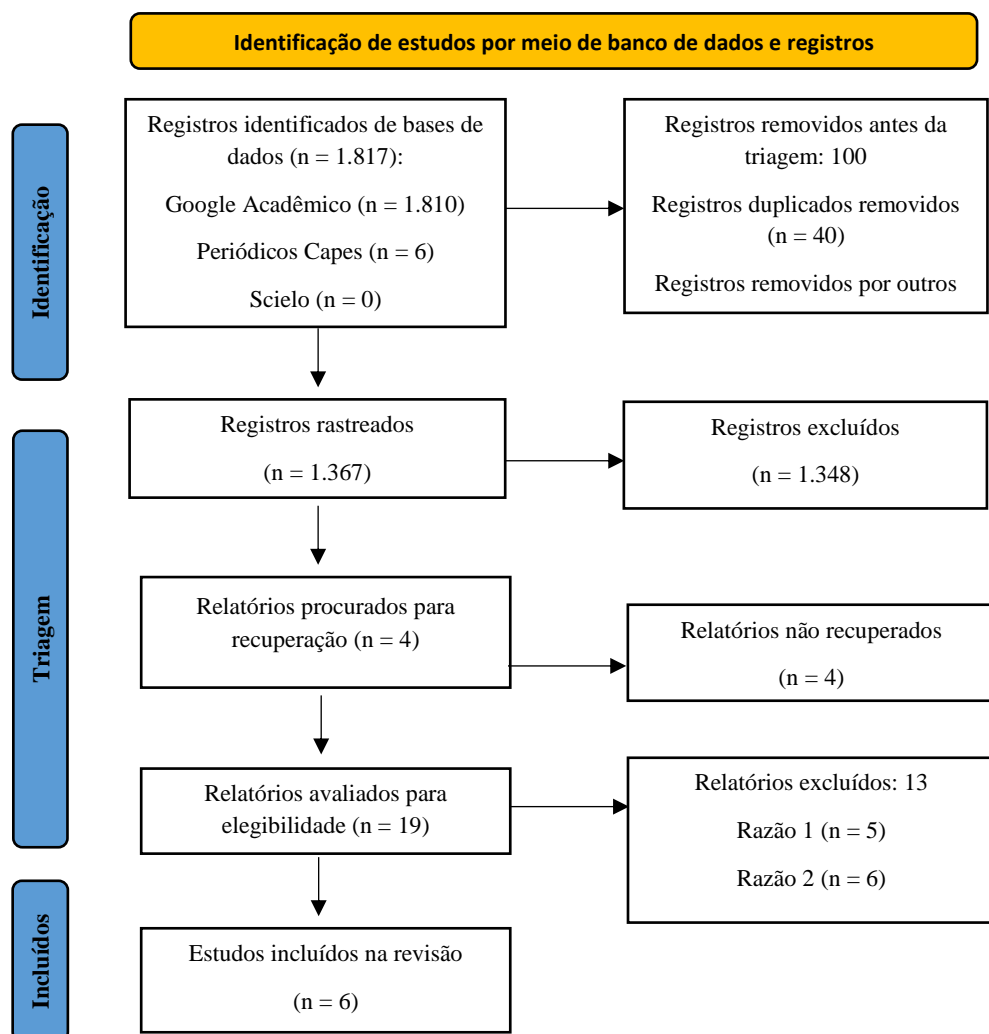 Identificação de estudos por meio de banco de dados e registros
Identificação
Registros identificados de bases de
dados (n = 1.817):
Google Acadêmico (n = 1.810)
Periódicos Capes (n = 6)
Scielo (n = 0)
Registros removidos antes da
triagem: 100
Registros duplicados removidos
(n = 40)
Registros removidos por outros
Triagem
Registros rastreados
(n = 1.367)
Registros excluídos
(n = 1.348)
Relatórios procurados para
recuperação (n = 4)
Relatórios não recuperados
(n = 4)
Relatórios avaliados para
elegibilidade (n = 19)
Relatórios excluídos: 13
Razão 1 (n = 5)
Razão 2 (n = 6)
Incluídos
Estudos incluídos na revisão
(n = 6)